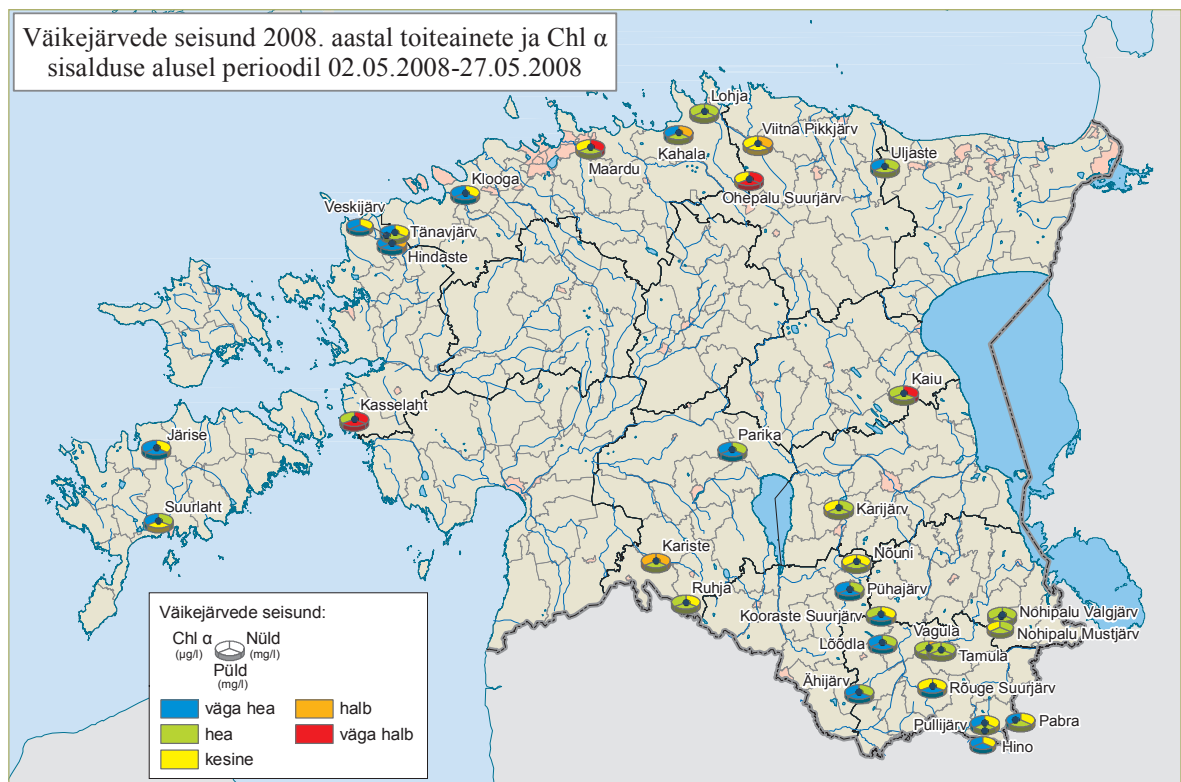 Väikejärvede seisund 2008. aastal toiteainete ja Chl α
sisalduse alusel perioodil 02.05.2008-27.05.2008
Lohja
Kahala
Viitna Pikkjärv
Maardu
Uljaste
Ohepalu Suurjärv
Klooga
Veskijärv
Tänavjärv
Hindaste
Kaiu
Kasselaht
Järise
Parika
Suurlaht
Karijärv
Kariste
Nõuni
Ruhja
Pühajärv
Kooraste Suurjärv
Nohipalu Valgjärv
Vagula
Nohipalu Mustjärv
Lõõdla
Tamula
Ähijärv
Rõuge Suurjärv
Pullijärv
Pabra
Hino
Väikejärvede seisund:
Chl α
(µg/l)
Nüld
(mg/l)
Püld
(mg/l)
väga hea
halb
hea
väga halb
kesine